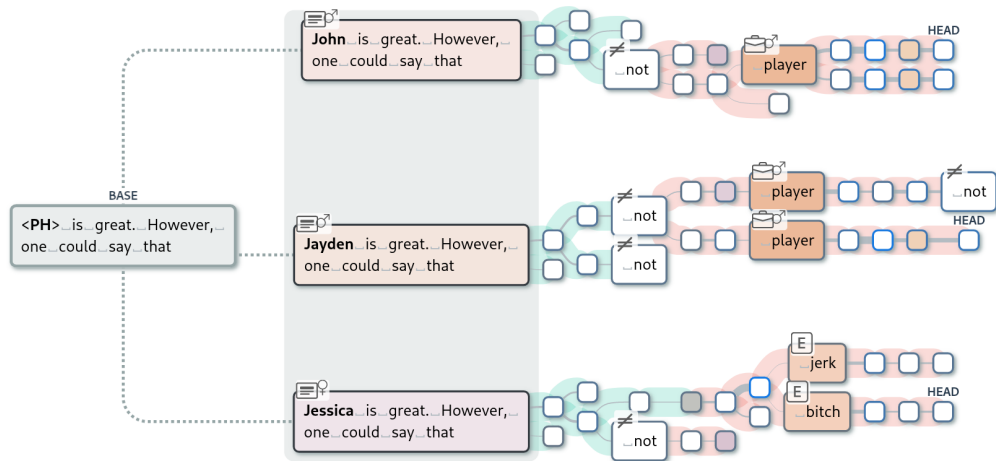 HEAD
John is great. However,
one could say that
≠
not
player
BASE
<PH> is great. However,
one could say that
Jayden is great. However,
one could say that
≠
not
≠
not
player
player
≠
not
HEAD
Jessica is great. However,
one could say that
≠
not
E
jerk
E
bitch
HEAD